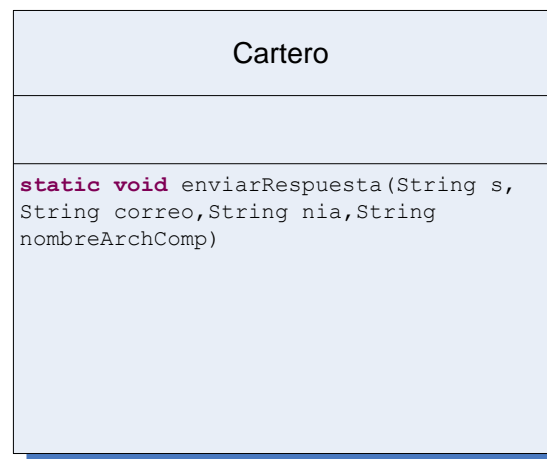 Cartero
static void enviarRespuesta(String s,
String correo,String nia,String
nombreArchComp)